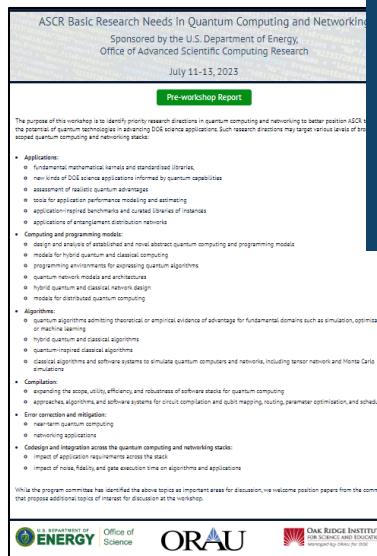 ASCR Basic Research Needs in Quantum Computing and Networking
Sponsored by the U.S. Department of Energy,
Office of Advanced Scientific Computing Research
July 11-13, 2023
Pre-workshop Report
The purpose of this workshop is to identify priority research directions in quantum computing and networking to better position ASCR
the potential of quantum technologies in advancing DOE science applications. Such research directions may target various levels of
scoped quantum computing and networking stacks:
• Applications:
o fundamental mathematical kernels and standardised libraries,
o new kinds of DOE science applications informed by quantum capabilities
o assessment of realistic quantum advantages
o tools for application performance modeling and estimating
o application-inspired benchmarks and curated libraries of instances
o applications of entanglement distribution networks
• Computing and programming models:
o design and analysis of established and novel abstract quantum computing and programming models
o models for hybrid quantum and classical computing
o programming environments for expressing quantum algorithms
o quantum network models and architectures
o hybrid quantum and classical network design
o models for distributed quantum computing
• Algorithms:
o quantum algorithms admitting theoretical or empirical evidence of advantage for fundamental domains such as simulation,
or machine learning
o hybrid quantum and classical algorithms
o quantum-inspired classical algorithms
o classical algorithms and software systems to simulate quantum computers and networks, including tensor network and Monte Carlo
simulations
• Compilation:
o expending the scope, utility, efficiency, and robustness of software stacks for quantum computing
o approaches, algorithms, and software systems for circuit compilation and qubit mapping, routing, parameter optimization, and
• Error correction and mitigation:
o near-term quantum computing
o networking applications
• Codesign and integration across the quantum computing and networking stacks:
o impact of application requirements across the stack
o impact of noise, fidelity, and gate execution time on algorithms and applications
While the program committee has identified the above topics as important areas for discussion, we welcome position papers from the
that propose additional topics of interest for discussion at the workshop.
U.S. DEPARTMENT OF
ENERGY
Office of
Science
ORAU
OAK RIDGE
FOR SCIENCE AND
Managed by ORAU for DOE